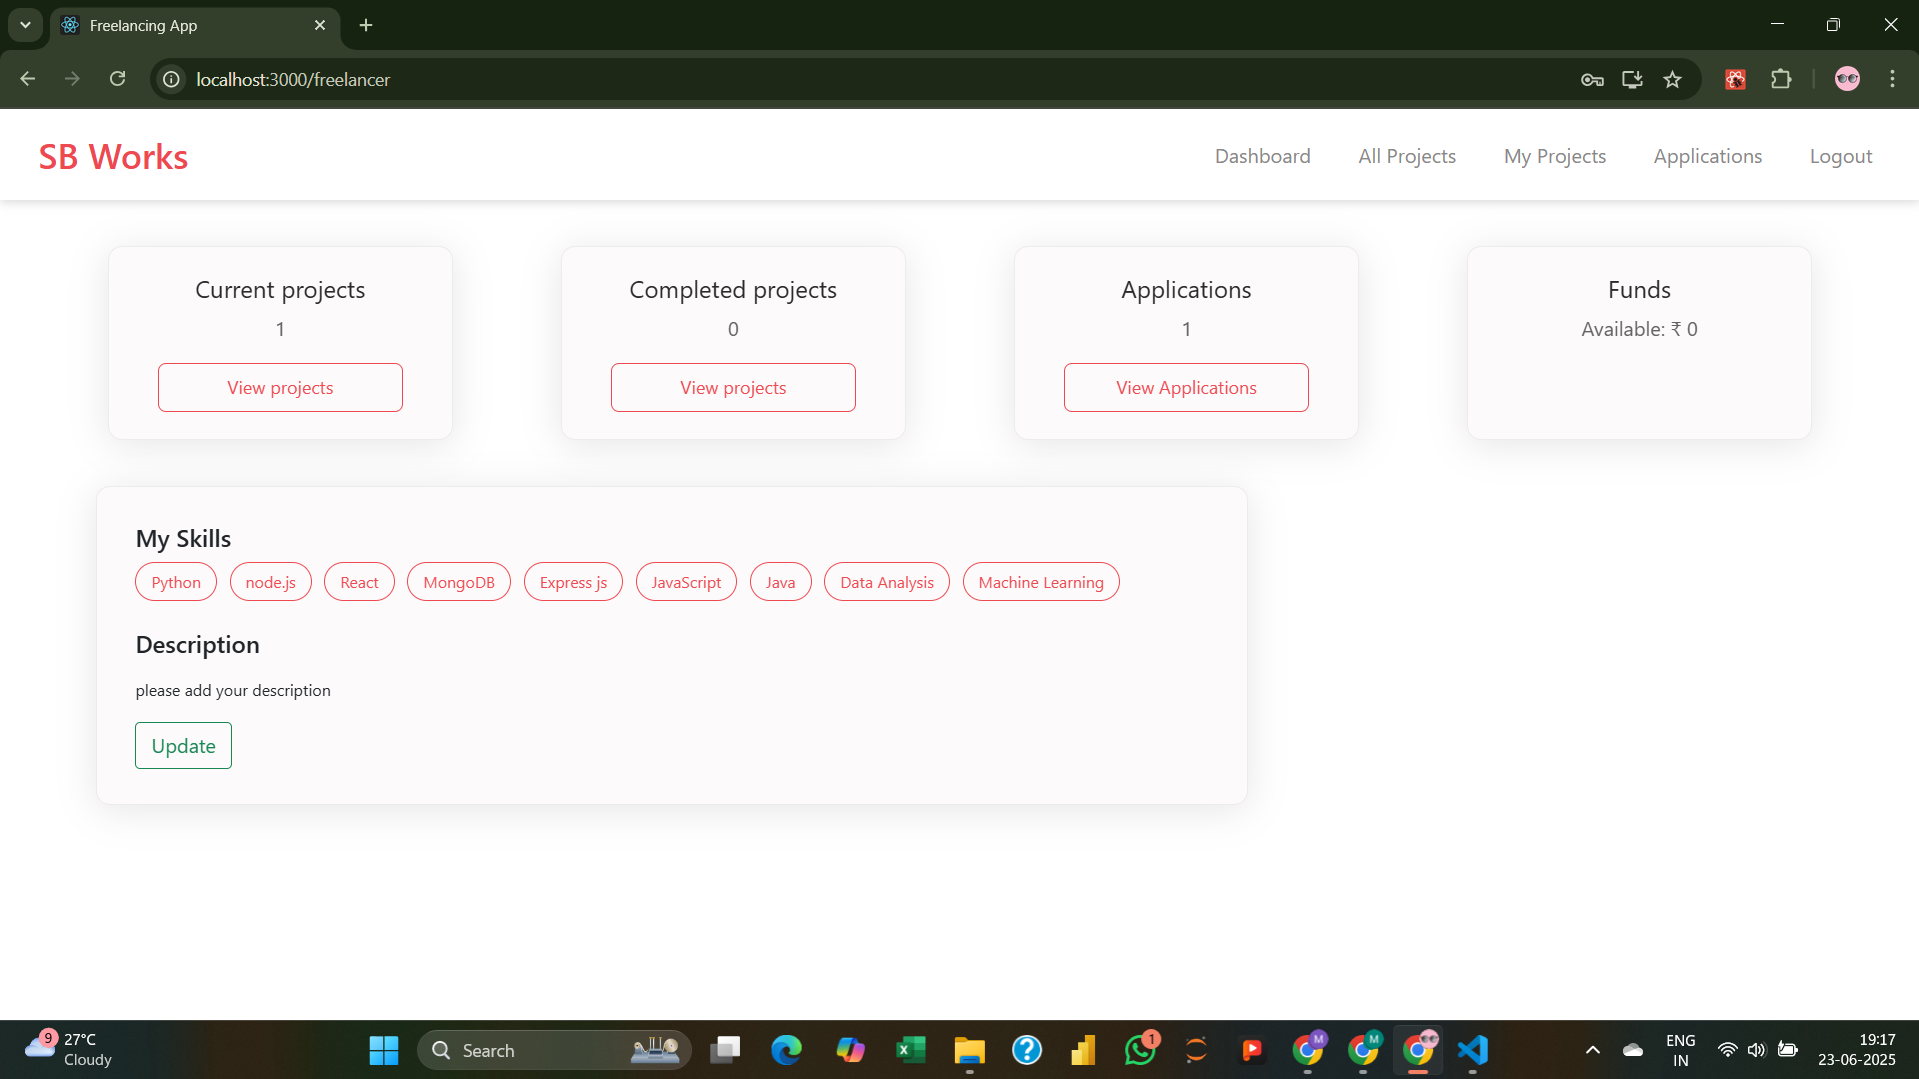 Freelancing App
localhost:3000/freelancer
SB Works
Dashboard All Projects My Projects Applications Logout
Current projects
1
View projects
Completed projects
0
View projects
Applications
1
View Applications
Funds
Available: ₹ 0
My Skills
Python node.js React MongoDB Express js JavaScript Java Data Analysis Machine Learning
Description
please add your description
Update
9
27°C
Cloudy
Search
1
M
M
ENG
IN
19:17
23-06-2025